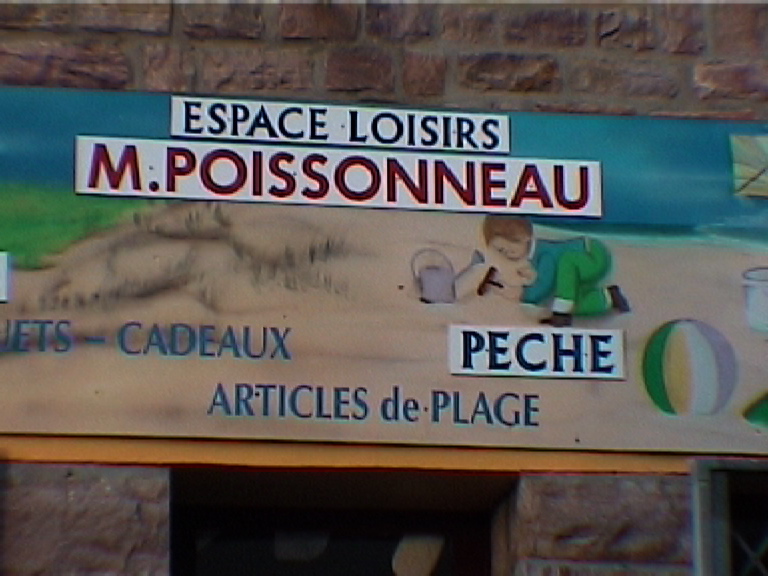 ESPACE LOISIRS
M.POISSONNEAU
PECHE
CADEAUX
ARTICLES de PLAGE